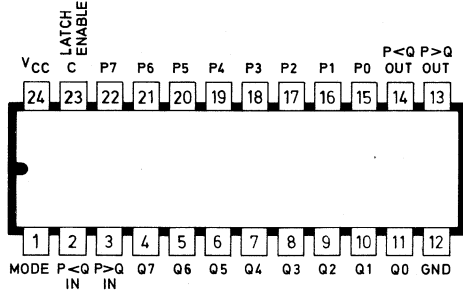 LATCH
ENABLE
VCC C P7 P6 P5 P4 P3 P2 P1 P0 P<Q OUT P>Q OUT
24 23 22 21 20 19 18 17 16 15 14 13
1 2 3 4 5 6 7 8 9 10 11 12
MODE P<Q IN P>Q IN Q7 Q6 Q5 Q4 Q3 Q2 Q1 Q0 GND